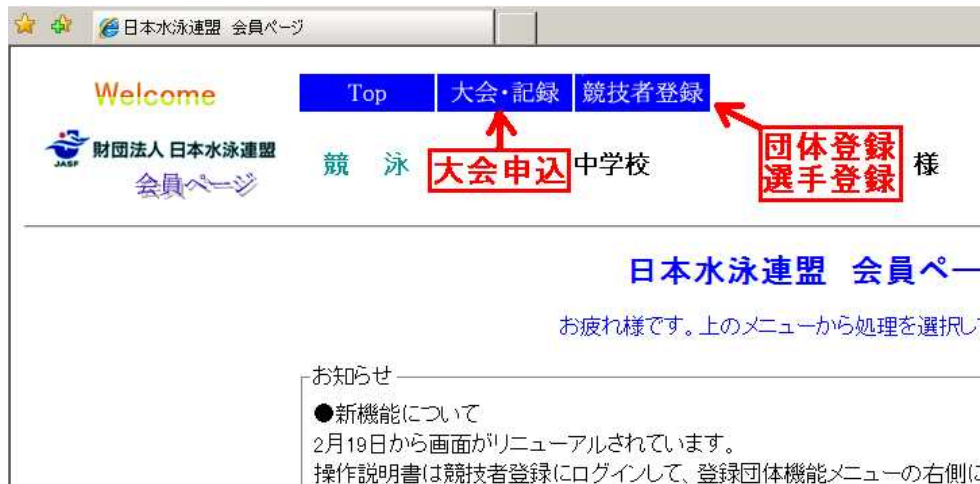 日本水泳連盟 会員ページ
Welcome
Top 大会・記録 競技者登録
財団法人 日本水泳連盟
JASF
会員ページ
競 泳 大会申込 中学校 団体登録 選手登録 様
日本水泳連盟 会員ペー
お疲れ様です。上のメニューから処理を選択し
お知らせ
●新機能について
2月19日から画面がリニューアルされています。
操作説明書は競技者登録にログインして、登録団体機能メニューの右側に